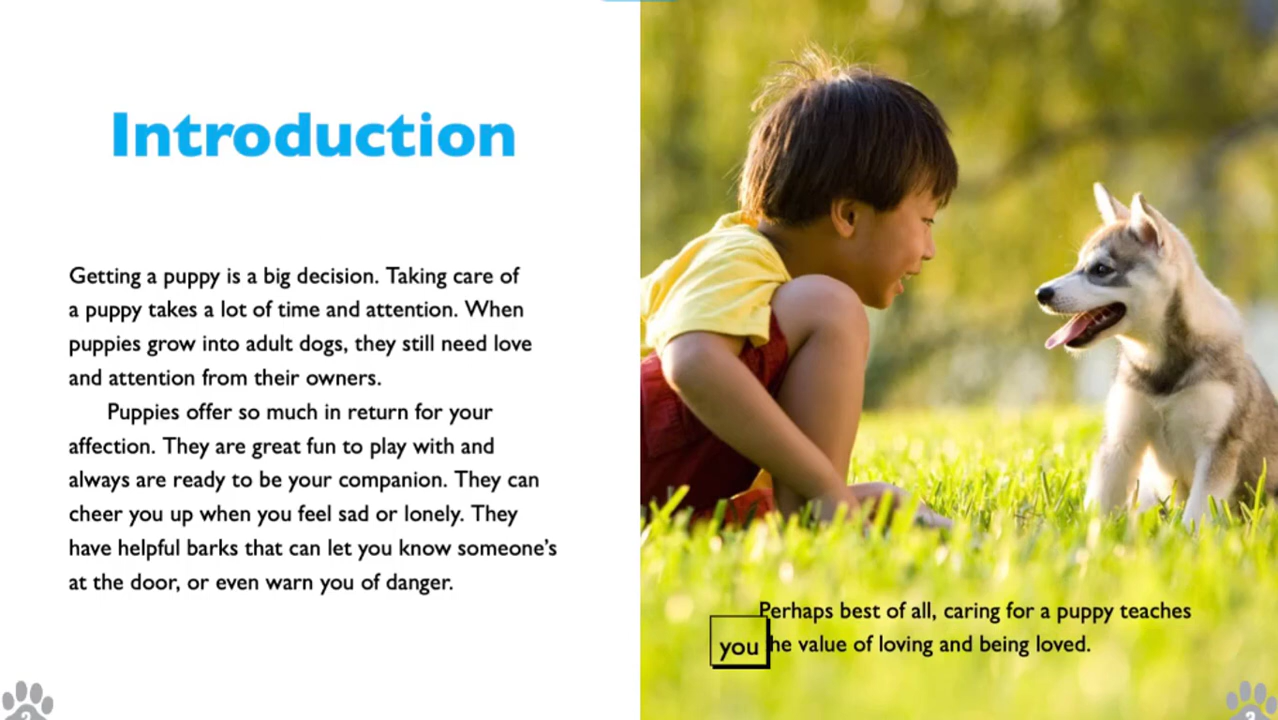 Introduction
Getting a puppy is a big decision. Taking care of
a puppy takes a lot of time and attention. When
puppies grow into adult dogs, they still need love
and attention from their owners.
Puppies offer so much in return for your
affection. They are great fun to play with and
always are ready to be your companion. They can
cheer you up when you feel sad or lonely. They
have helpful barks that can let you know someone’s
at the door, or even warn you of danger.
Perhaps best of all, caring for a puppy teaches
you he value of loving and being loved.
2
3